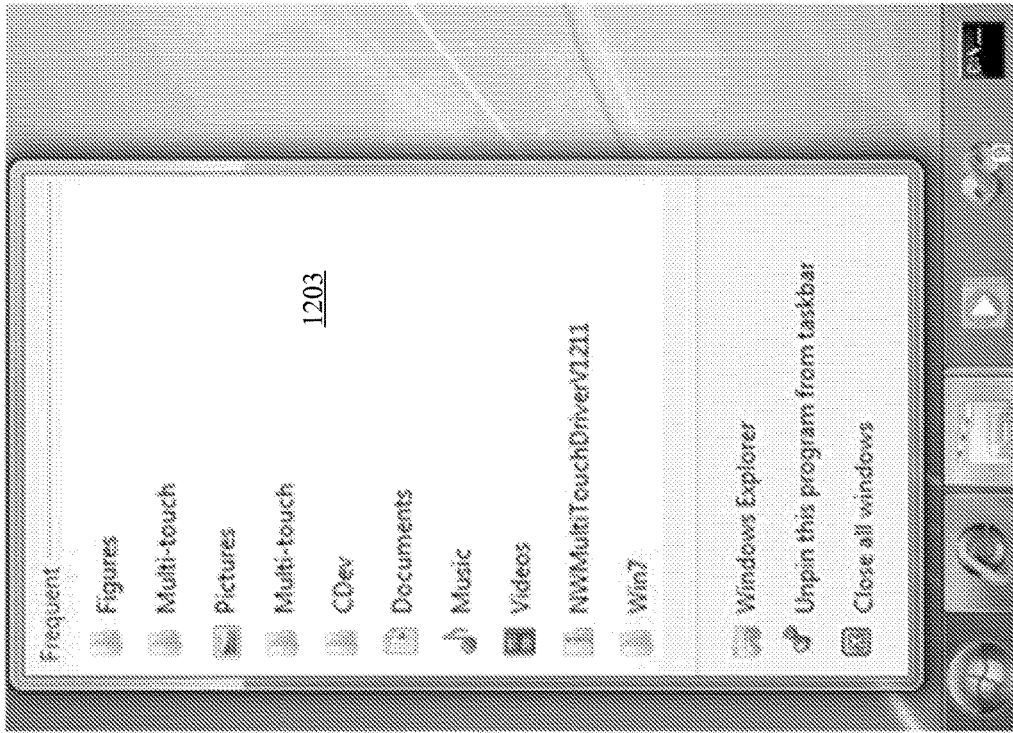 Frequent
Figures
Multi-touch
Pictures
Multi-touch
CDev
Documents
Music
Videos
NWMultiTouchDriverV1211
Win7
1203
Windows Explorer
Unpin this program from taskbar
Close all windows